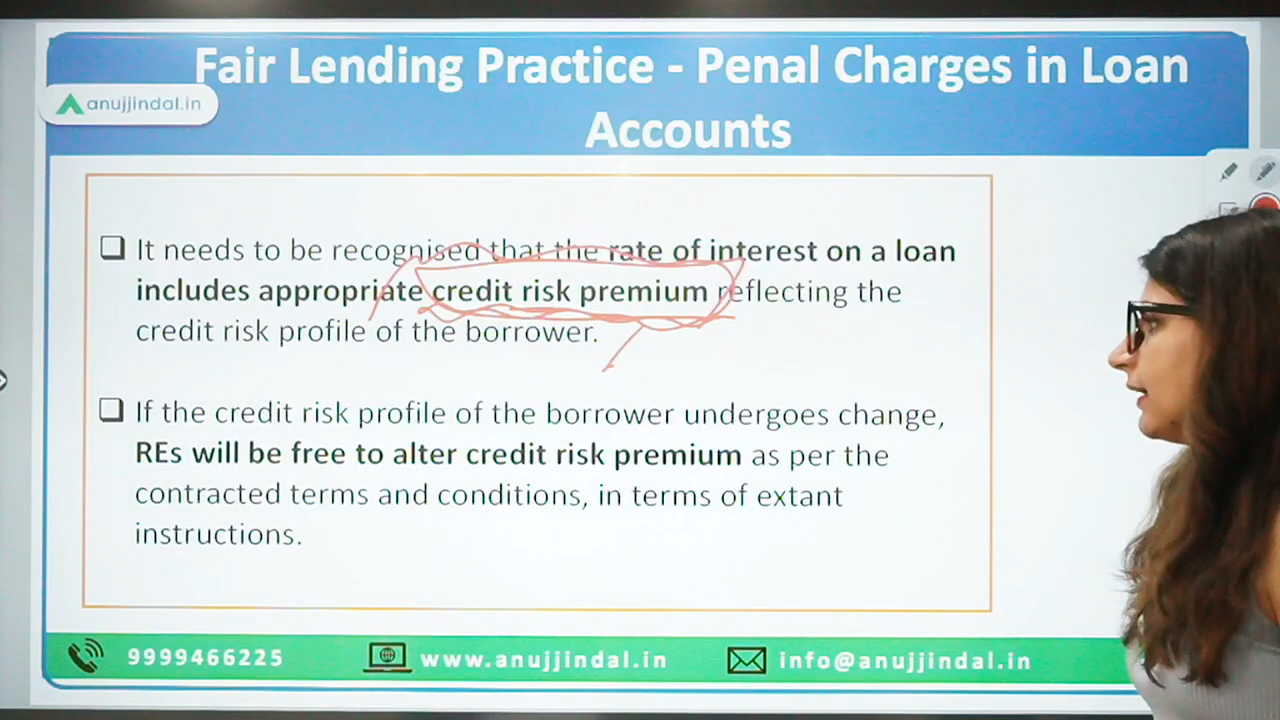 Fair Lending Practice - Penal Charges in Loan
Accounts
anujjindal.in
It needs to be recognised that the rate of interest on a loan
includes appropriate credit risk premium reflecting the
credit risk profile of the borrower.
If the credit risk profile of the borrower undergoes change,
REs will be free to alter credit risk premium as per the
contracted terms and conditions, in terms of extant
instructions.
9999466225
www.anujjindal.in
info@anujjindal.in